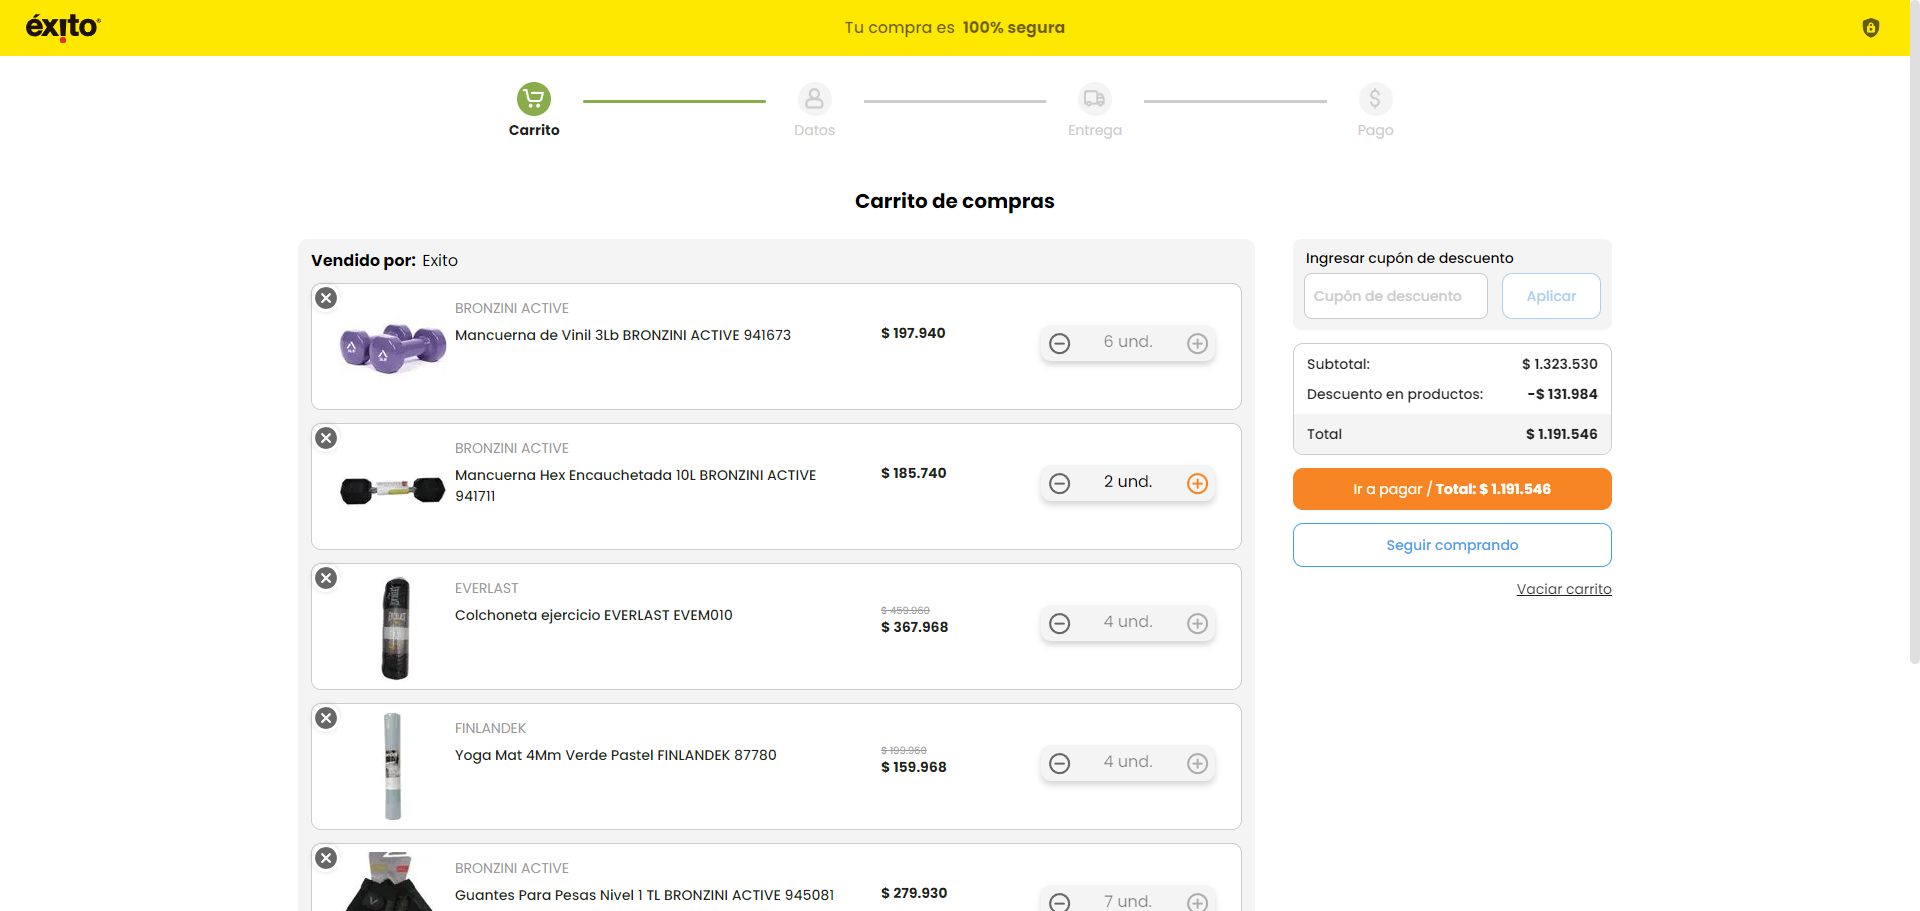 éxito
Tu compra es 100% segura
Carrito
Datos
Entrega
Pago
Carrito de compras
Vendido por: Exito
BRONZINI ACTIVE
Mancuerna de Vinil 3Lb BRONZINI ACTIVE 941673
$ 197.940
6 und.
BRONZINI ACTIVE
Mancuerna Hex Encauchetada 10L BRONZINI ACTIVE
941711
$ 185.740
2 und.
EVERLAST
Colchoneta ejercicio EVERLAST EVEM010
$ 459.960
$ 367.968
4 und.
FINLANDEK
Yoga Mat 4Mm Verde Pastel FINLANDEK 87780
$ 199.960
$ 159.968
4 und.
BRONZINI ACTIVE
Guantes Para Pesas Nivel 1 TL BRONZINI ACTIVE 945081
$ 279.930
7 und.
Ingresar cupón de descuento
Cupón de descuento
Aplicar
Subtotal: $ 1.323.530
Descuento en productos: -$ 131.984
Total $ 1.191.546
Ir a pagar / Total: $ 1.191.546
Seguir comprando
Vaciar carrito